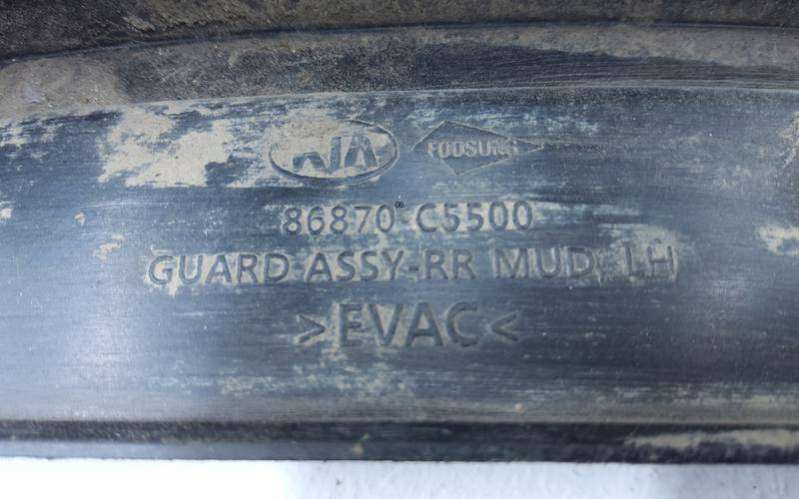 KIA FOOSUNG
86870-C5500
GUARD-ASSY-RR MUD, LH
>EVAC<